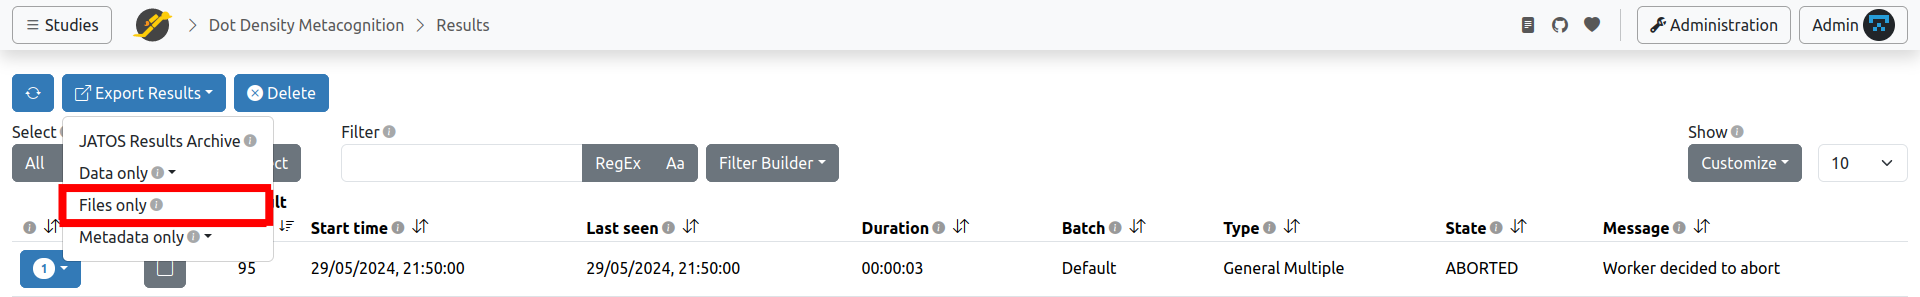 Studies Dot Density Metacognition Results Administration Admin
Export Results Delete
Select Filter Show
JATOS Results Archive
All ct RegEx Aa Filter Builder Customize 10
Data only
Files only
lt
Start time Last seen Duration Batch Type State Message
Metadata only
1 95 29/05/2024, 21:50:00 29/05/2024, 21:50:00 00:00:03 Default General Multiple ABORTED Worker decided to abort